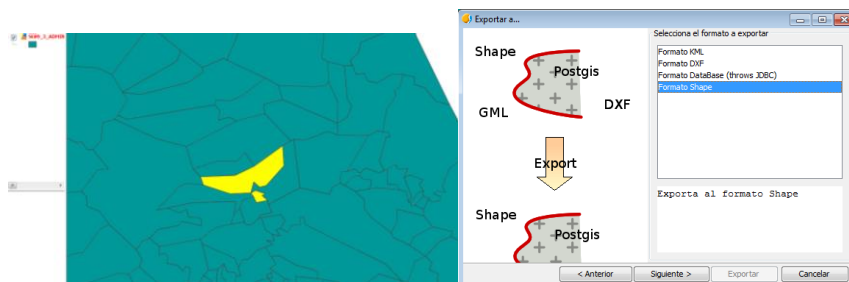 Exportar a...
Selecciona el formato a exportar
Shape
Postgis
GML
DXF
Export
Shape
Postgis
Formato KML
Formato DXF
Formato DataBase (throws JDBC)
Formato Shape
Exporta al formato Shape
< Anterior
Siguiente >
Exportar
Cancelar